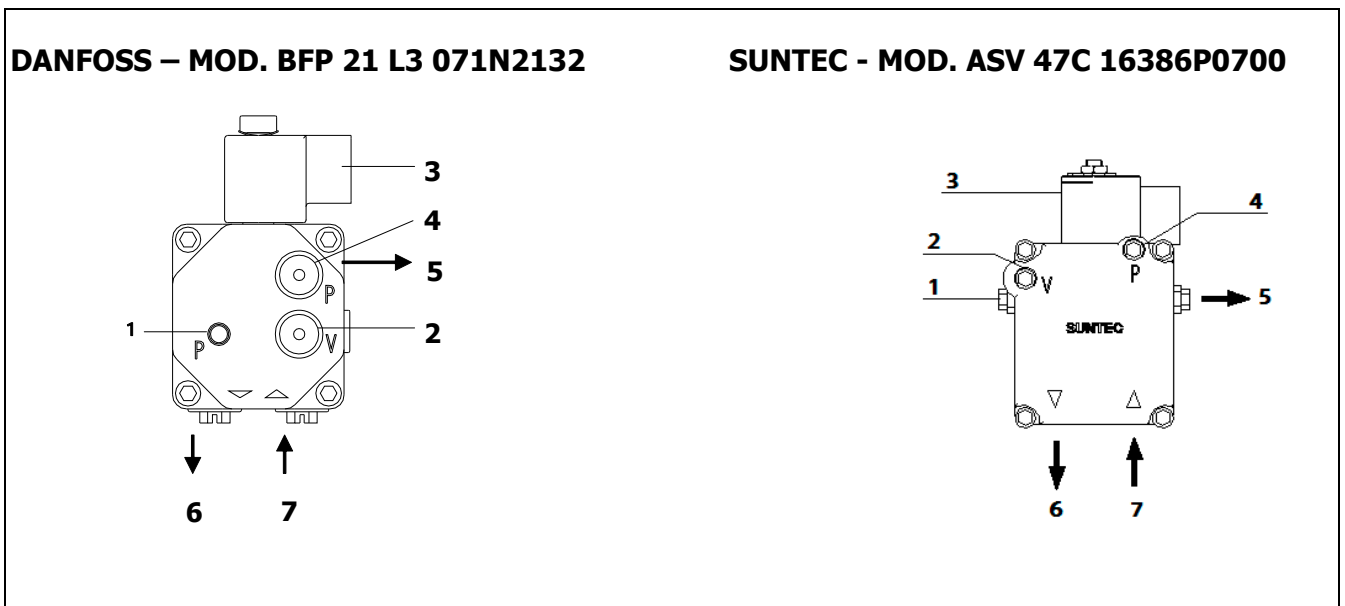 DANFOSS – MOD. BFP 21 L3 071N2132
3
4
5
P
1
P
2
V
6
7
SUNTEC - MOD. ASV 47C 16386P0700
3
4
2
V
P
1
5
SUNTEC
6
7